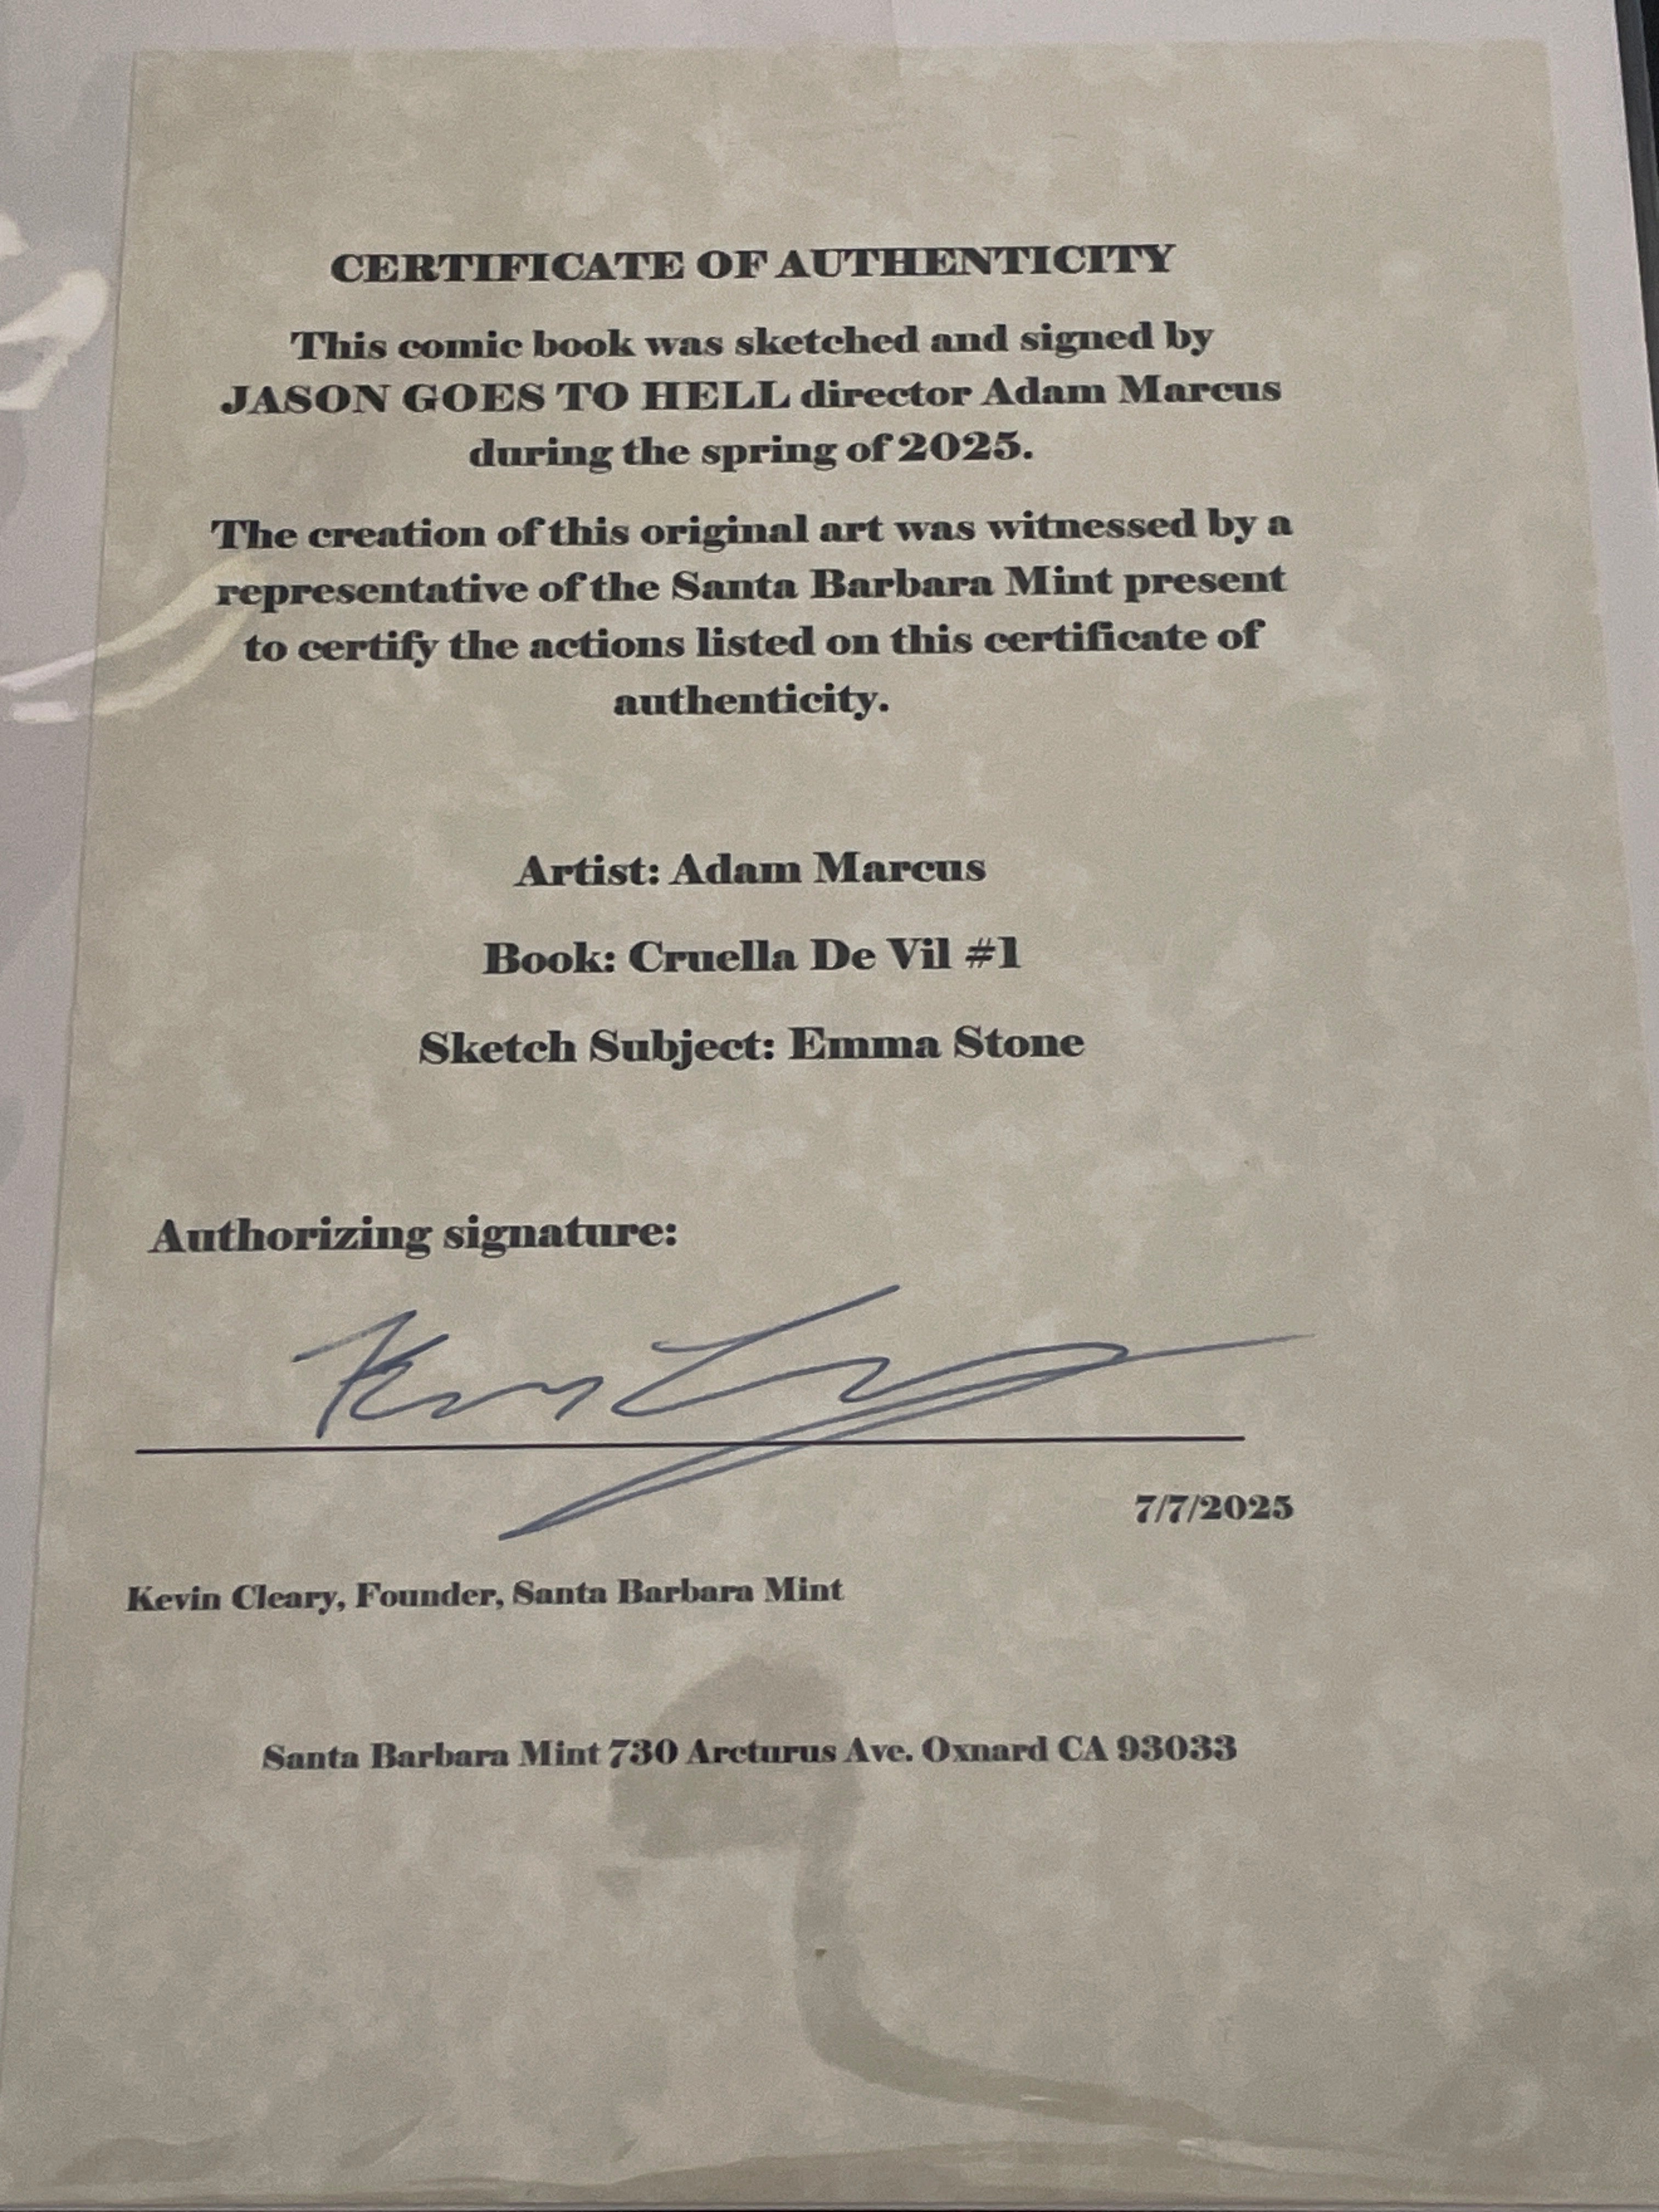 CERTIFICATE OF AUTHENTICITY
This comic book was sketched and signed by
JASON GOES TO HELL director Adam Marcus
during the spring of 2025.
The creation of this original art was witnessed by a
representative of the Santa Barbara Mint present
to certify the actions listed on this certificate of
authenticity.
Artist: Adam Marcus
Book: Cruella De Vil #1
Sketch Subject: Emma Stone
Authorizing signature:
7/7/2025
Kevin Cleary, Founder, Santa Barbara Mint
Santa Barbara Mint 730 Arcturus Ave. Oxnard CA 93033